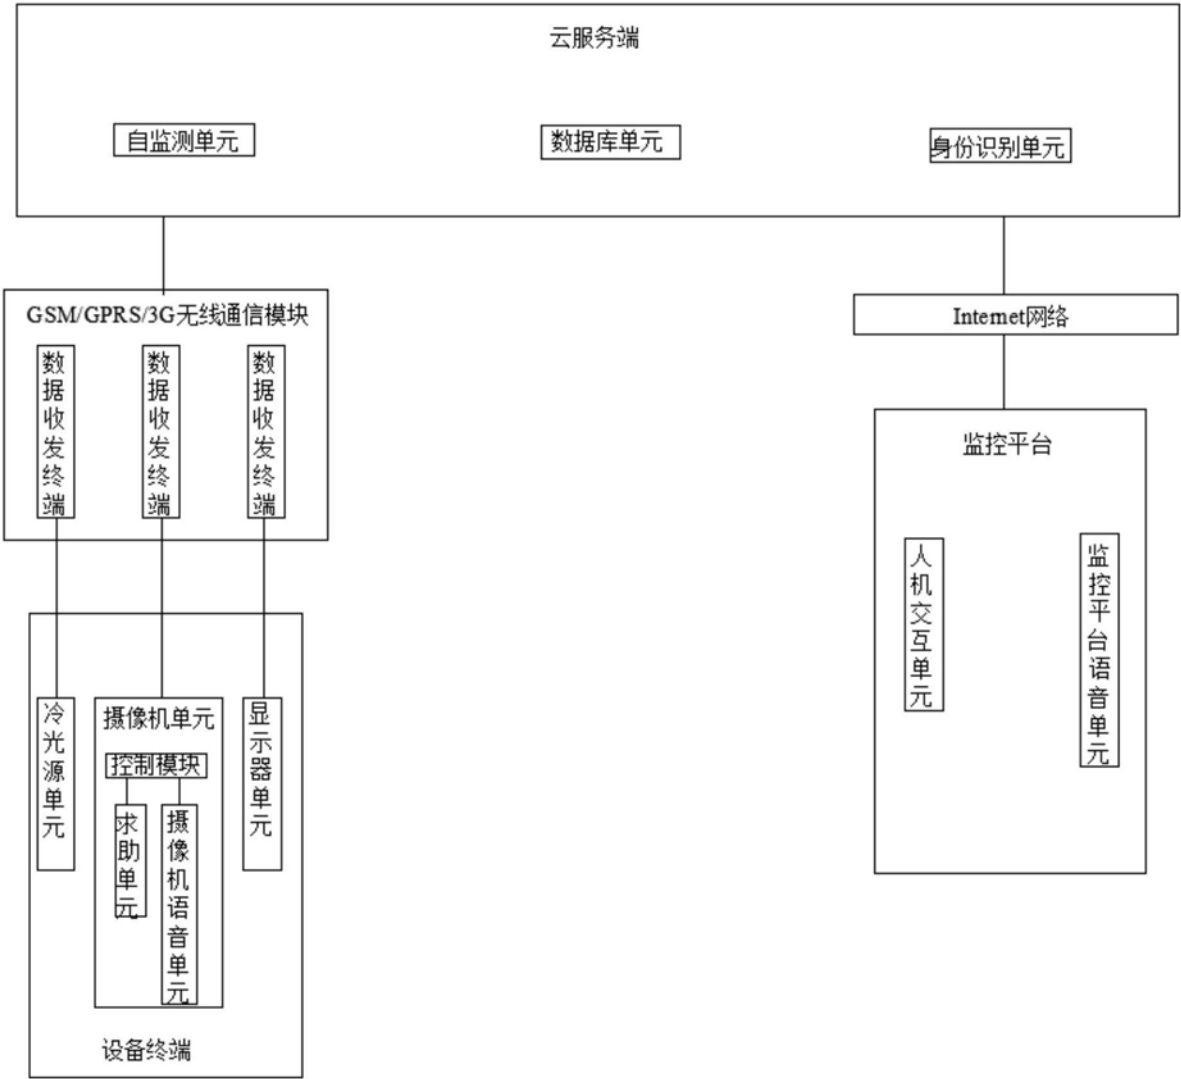 云服务端
自监测单元
数据库单元
身份识别单元
GSM/GPRS/3G无线通信模块
数据收发终端
数据收发终端
数据收发终端
Internet网络
监控平台
人机交互单元
监控平台语音单元
冷光源单元
摄像机单元
控制模块
求助单元
摄像机语音单元
显示器单元
设备终端